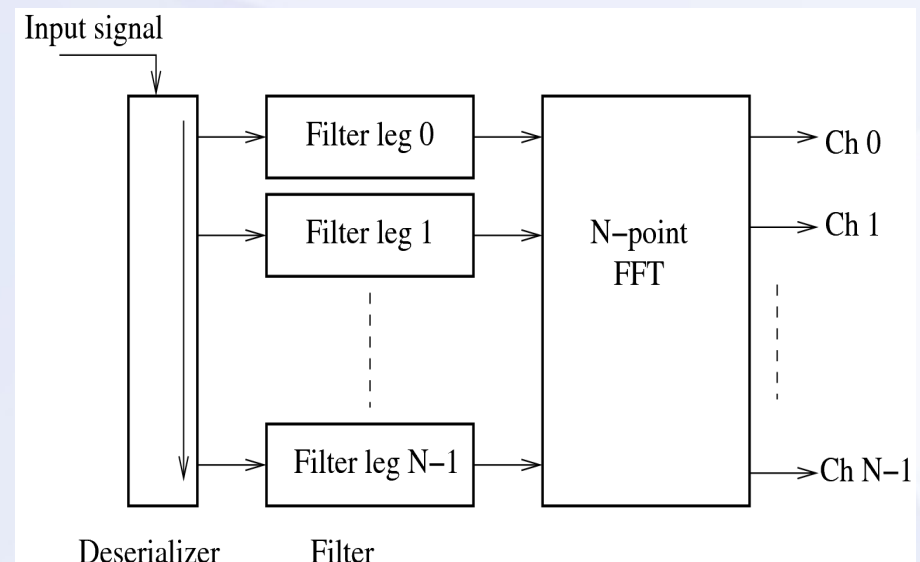 Input signal
Filter leg 0
Ch 0
Filter leg 1
N−point
FFT
Ch 1
Filter leg N−1
Ch N−1
Deserializer
Filter